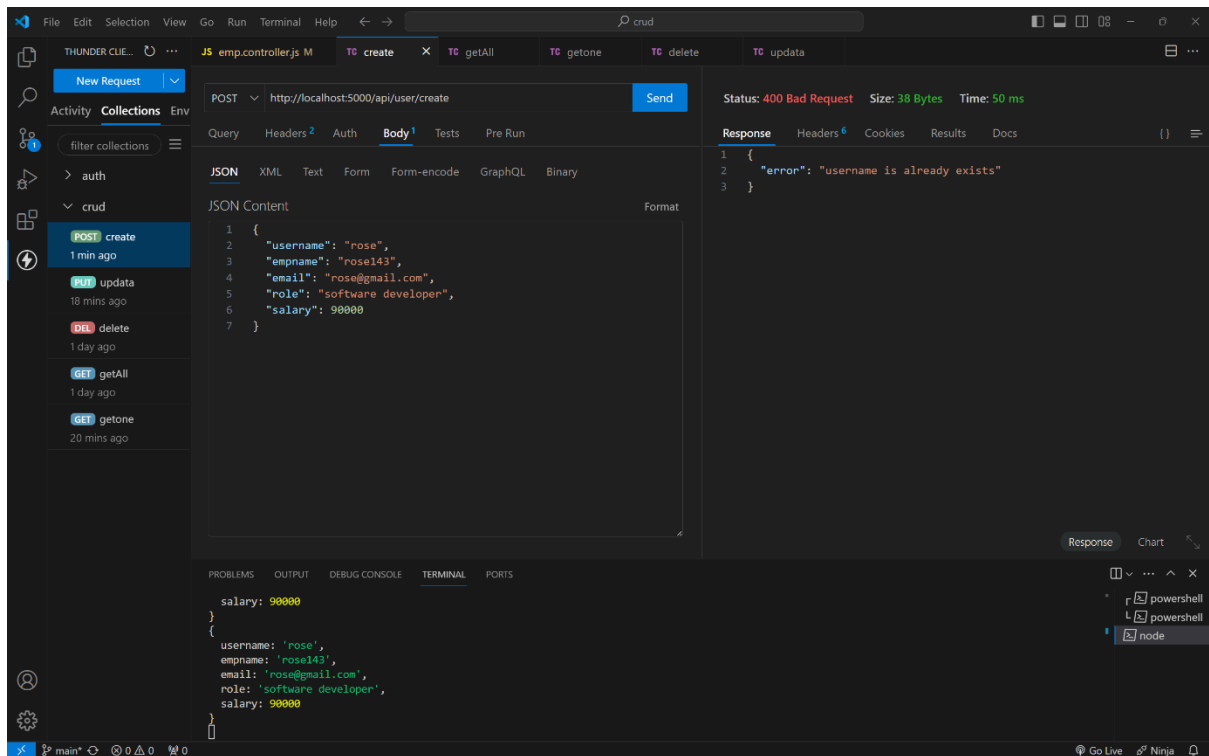 File Edit Selection View Go Run Terminal Help crud
THUNDER CLIE... ...
JS emp.controller.js M TC create TC getAll TC getone TC delete TC updata ...
New Request
Activity Collections Env
filter collections
auth
crud
POST create
1 min ago
PUT updata
18 mins ago
DEL delete
1 day ago
GET getAll
1 day ago
GET getone
20 mins ago
1
POST http://localhost:5000/api/user/create Send
Query Headers 2 Auth Body 1 Tests Pre Run
JSON XML Text Form Form-encode GraphQL Binary
JSON Content Format
1 {
2 "username": "rose",
3 "empname": "rose143",
4 "email": "rose@gmail.com",
5 "role": "software developer",
6 "salary": 90000
7 }
Status: 400 Bad Request Size: 38 Bytes Time: 50 ms
Response Headers 6 Cookies Results Docs {}
1 {
2 "error": "username is already exists"
3 }
Response Chart
PROBLEMS OUTPUT DEBUG CONSOLE TERMINAL PORTS ...
salary: 90000
}
{
username: 'rose',
empname: 'rose143',
email: 'rose@gmail.com',
role: 'software developer',
salary: 90000
}
powershell
powershell
node
main* 0 0 0 Go Live Ninja